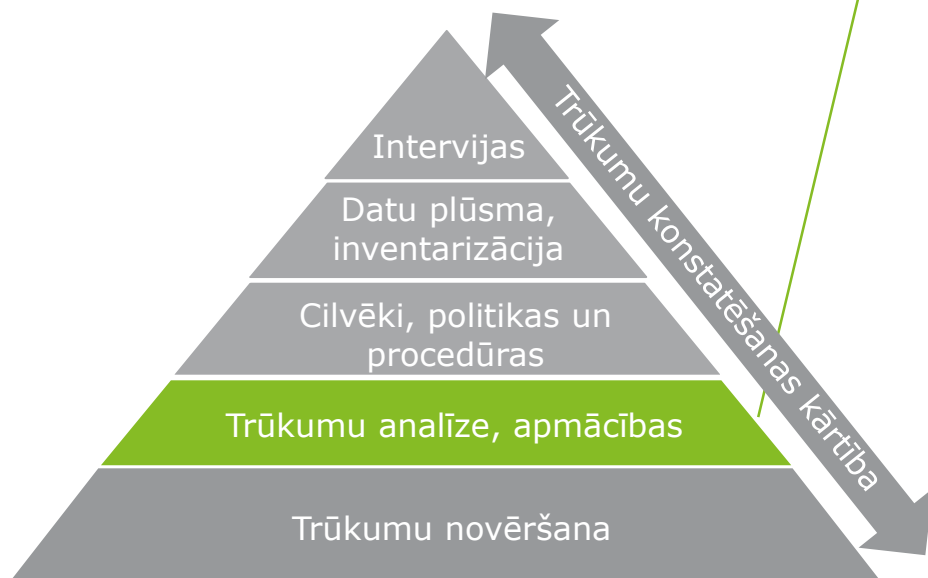 Intervijas
Datu plūsma,
inventarizācija
Cilvēki, politikas un
procedūras
Trūkumu analīze, apmācības
Trūkumu novēršana
Trūkumu konstatēšanas kārtība